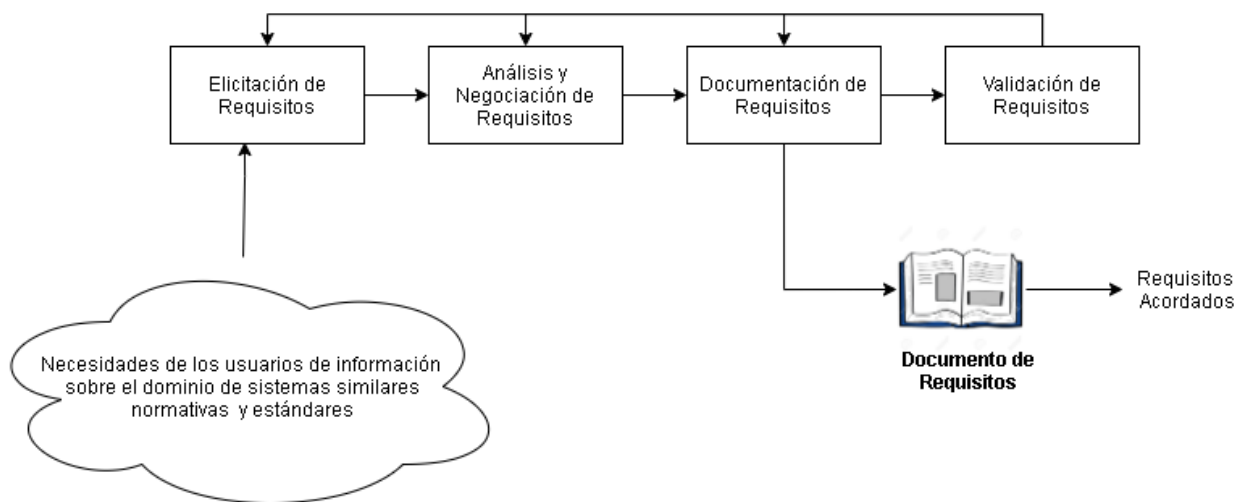 Elicitación de
Requisitos
Análisis y
Negociación de
Requisitos
Documentación de
Requisitos
Validación de
Requisitos
Necesidades de los usuarios de información
sobre el dominio de sistemas similares
normativas y estándares
Documento de
Requisitos
Requisitos
Acordados